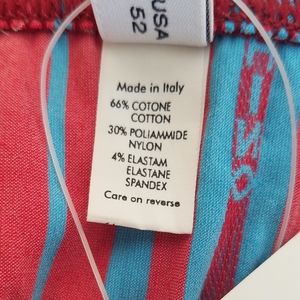 USA
52
Made in Italy
66% COTONE
COTTON
30% POLIAMMIDE
NYLON
4% ELASTAM
ELASTANE
SPANDEX
Care on reverse